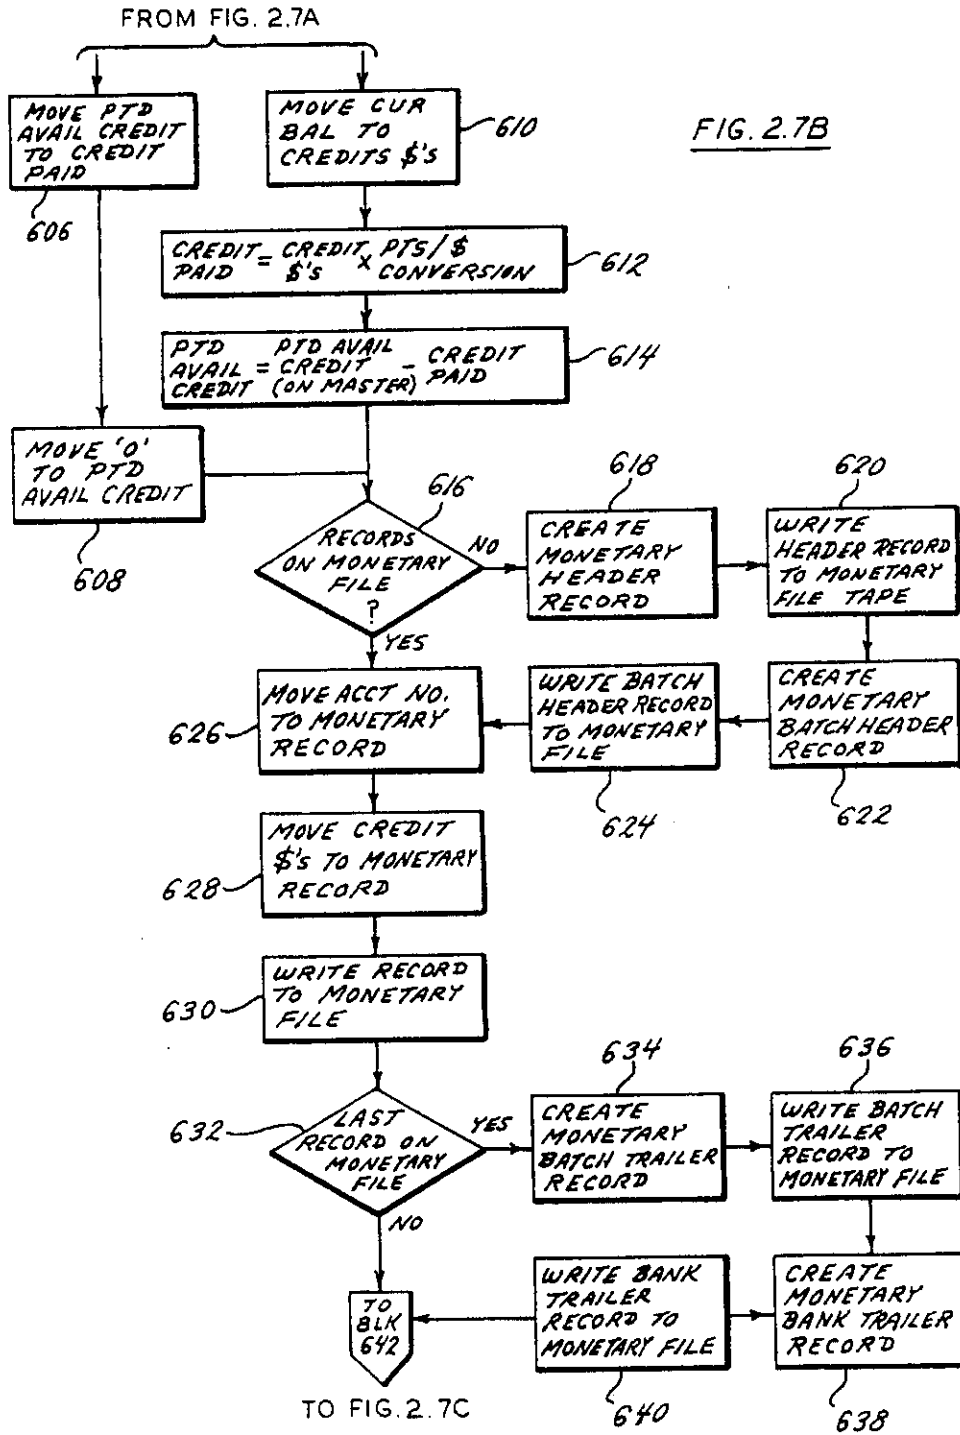 FROM FIG. 2.7A
MOVE PTD
AVAIL CREDIT
TO CREDIT
PAID
606
MOVE CUR
BAL TO
CREDITS $'s
610
FIG. 2.7B
CREDIT = CREDIT × PTS/$
PAID $'s CONVERSION
612
PTD PTD AVAIL
AVAIL = CREDIT - CREDIT
CREDIT (ON MASTER) PAID
614
MOVE 'O'
TO PTD
AVAIL CREDIT
608
616
RECORDS
ON MONETARY
FILE
?
NO
YES
618
CREATE
MONETARY
HEADER
RECORD
620
WRITE
HEADER RECORD
TO MONETARY
FILE TAPE
CREATE
MONETARY
BATCH HEADER
RECORD
622
WRITE BATCH
HEADER RECORD
TO MONETARY
FILE
624
MOVE ACCT NO.
TO MONETARY
RECORD
626
MOVE CREDIT
$'s TO MONETARY
RECORD
628
WRITE RECORD
TO MONETARY
FILE
630
632
LAST
RECORD ON
MONETARY
FILE
YES
NO
634
CREATE
MONETARY
BATCH TRAILER
RECORD
636
WRITE BATCH
TRAILER
RECORD TO
MONETARY FILE
CREATE
MONETARY
BANK TRAILER
RECORD
638
WRITE BANK
TRAILER
RECORD TO
MONETARY FILE
640
TO
BLK
642
TO FIG. 2.7C